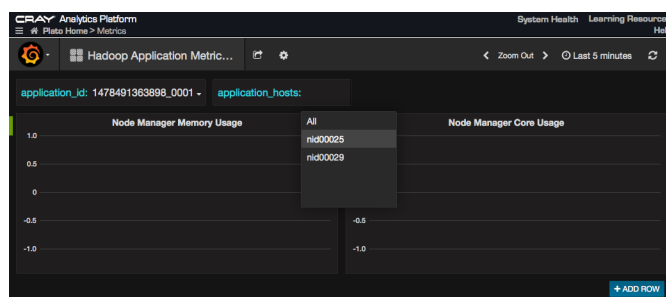 CRAY Analytics Platform
System Health Learning Resource
Plato Home > Metrics
Hel
Hadoop Application Metric...
Zoom Out
Last 5 minutes
application_id: 1478491363898_0001
application_hosts:
All
nid00025
nid00029
Node Manager Memory Usage
1.0
0.5
0
-0.5
-1.0
Node Manager Core Usage
-0.5
-1.0
+ ADD ROW